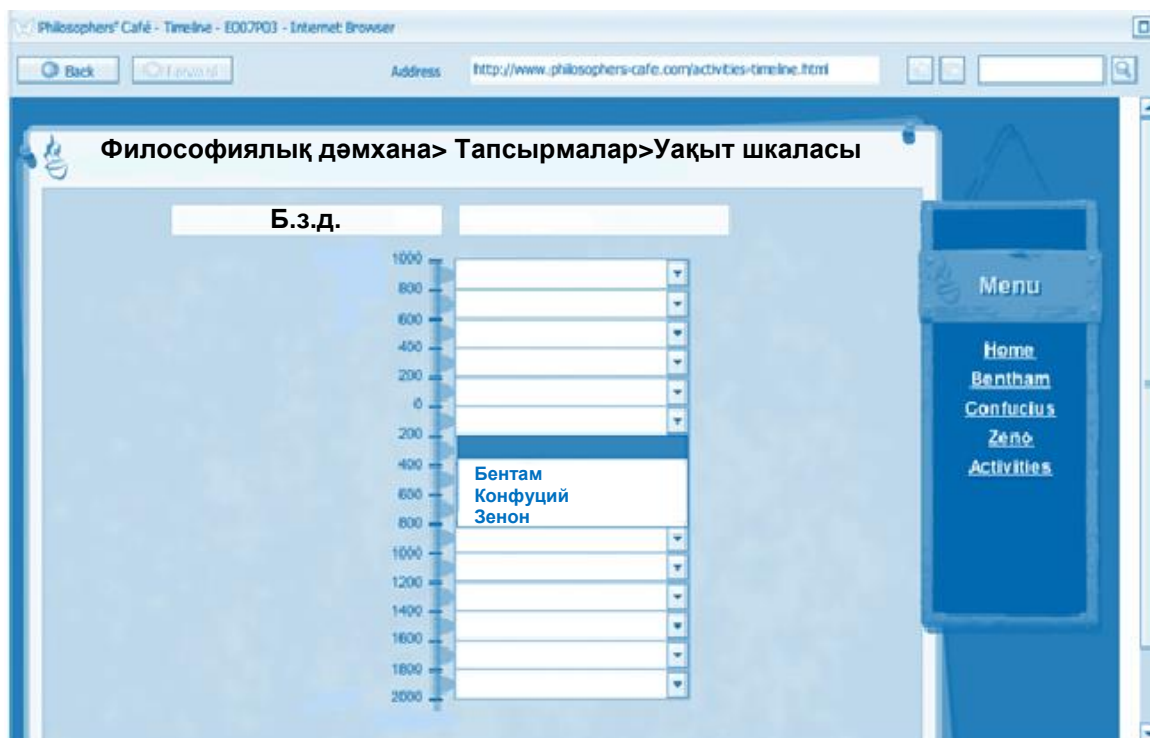 Philosophers' Café - Timeline - E007P03 - Internet Browser
Back Forward Address http://www.philosophers-cafe.com/activities-timeline.html
Философиялық дәмхана> Тапсырмалар>Уақыт шкаласы
Б.з.д.
1000
800
600
400
200
0
200
400
600
800
1000
1200
1400
1600
1800
2000
Бентам
Конфуций
Зенон
Menu
Home
Bentham
Confucius
Zeno
Activities